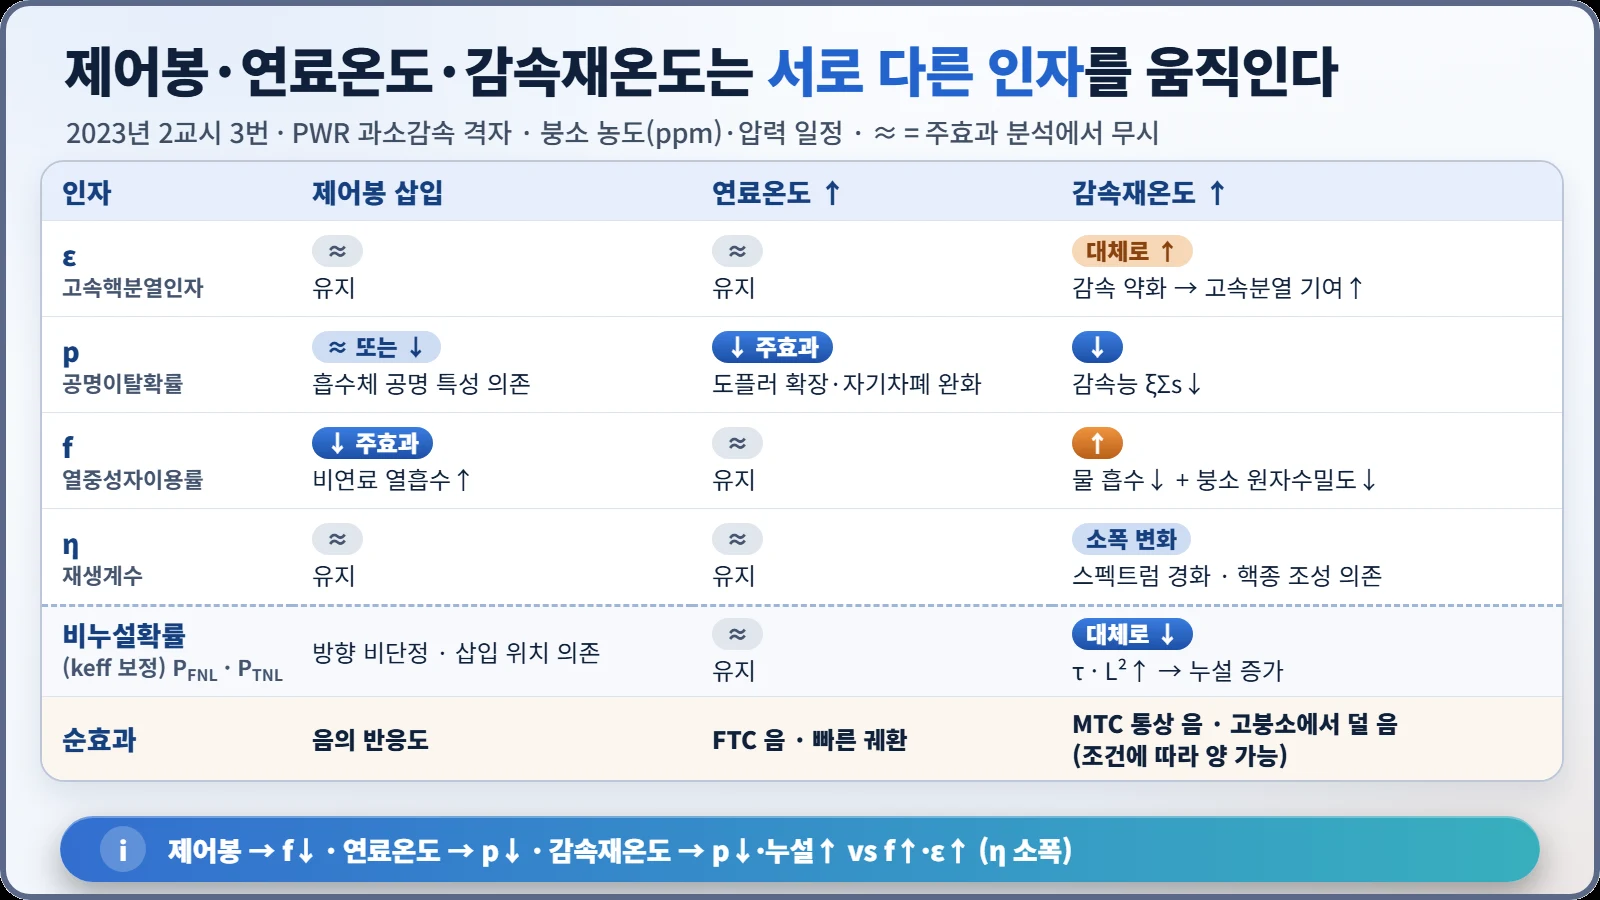 제어봉·연료온도·감속재온도는 서로 다른 인자를 움직인다
2023년 2교시 3번 · PWR 과소감속 격자 · 붕소 농도(ppm)·압력 일정 · ≈ = 주효과 분석에서 무시
인자 제어봉 삽입 연료온도 ↑ 감속재온도 ↑
ε ≈ ≈ 대체로 ↑
고속핵분열인자 유지 유지 감속 약화 → 고속분열 기여↑
p ≈ 또는 ↓ ↓ 주효과 ↓
공명이탈확률 흡수체 공명 특성 의존 도플러 확장·자기차폐 완화 감속능 ξΣs↓
f ↓ 주효과 ≈ ↑
열중성자이용률 비연료 열흡수↑ 유지 물 흡수↓ + 붕소 원자수밀도↓
η ≈ ≈ 소폭 변화
재생계수 유지 유지 스펙트럼 경화 · 핵종 조성 의존
비누설확률 방향 비단정 · 삽입 위치 의존 ≈ 대체로 ↓
(keff 보정) P_FNL · P_TNL 유지 τ · L²↑ → 누설 증가
순효과 음의 반응도 FTC 음 · 빠른 궤환 MTC 통상 음 · 고붕소에서 덜 음
(조건에 따라 양 가능)
i 제어봉 → f↓ · 연료온도 → p↓ · 감속재온도 → p↓·누설↑ vs f↑·ε↑ (η 소폭)